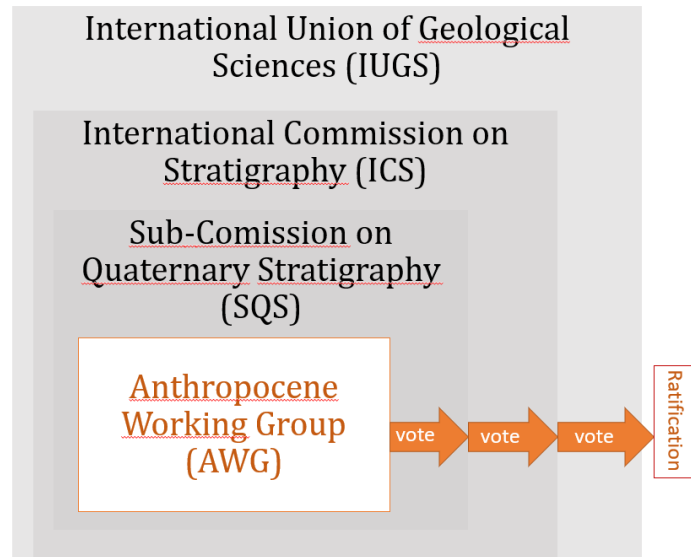 International Union of Geological
Sciences (IUGS)
International Commission on
Stratigraphy (ICS)
Sub-Comission on
Quaternary Stratigraphy
(SQS)
Anthropocene
Working Group
(AWG)
vote
vote
vote
Ratification